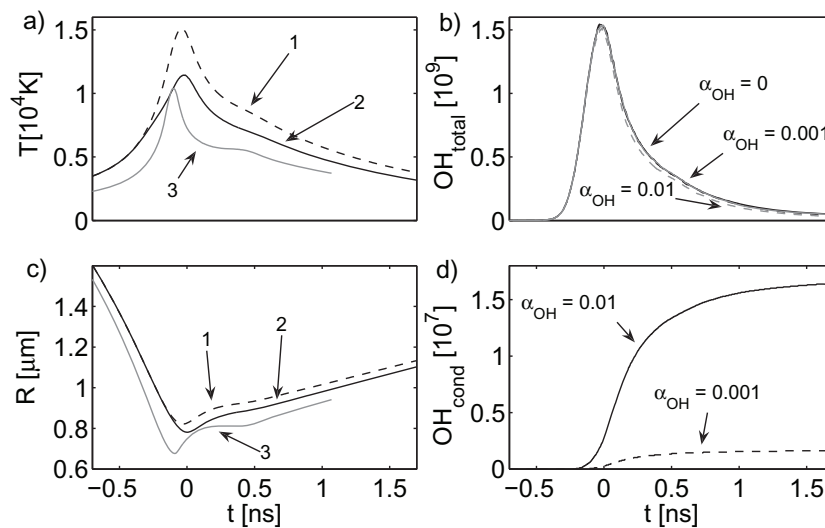 a)
T[10⁴K]
1.5
1
0.5
0
1
2
3
b)
OH_total [10⁹]
1.5
1
0.5
0
α_OH = 0
α_OH = 0.001
α_OH = 0.01
c)
R [μm]
1.4
1.2
1
0.8
0.6
1
2
3
−0.5 0 0.5 1
t [ns]
d)
OH_cond [10⁷]
1.5
1
0.5
0
α_OH = 0.01
α_OH = 0.001
−0.5 0 0.5 1 1.5
t [ns]